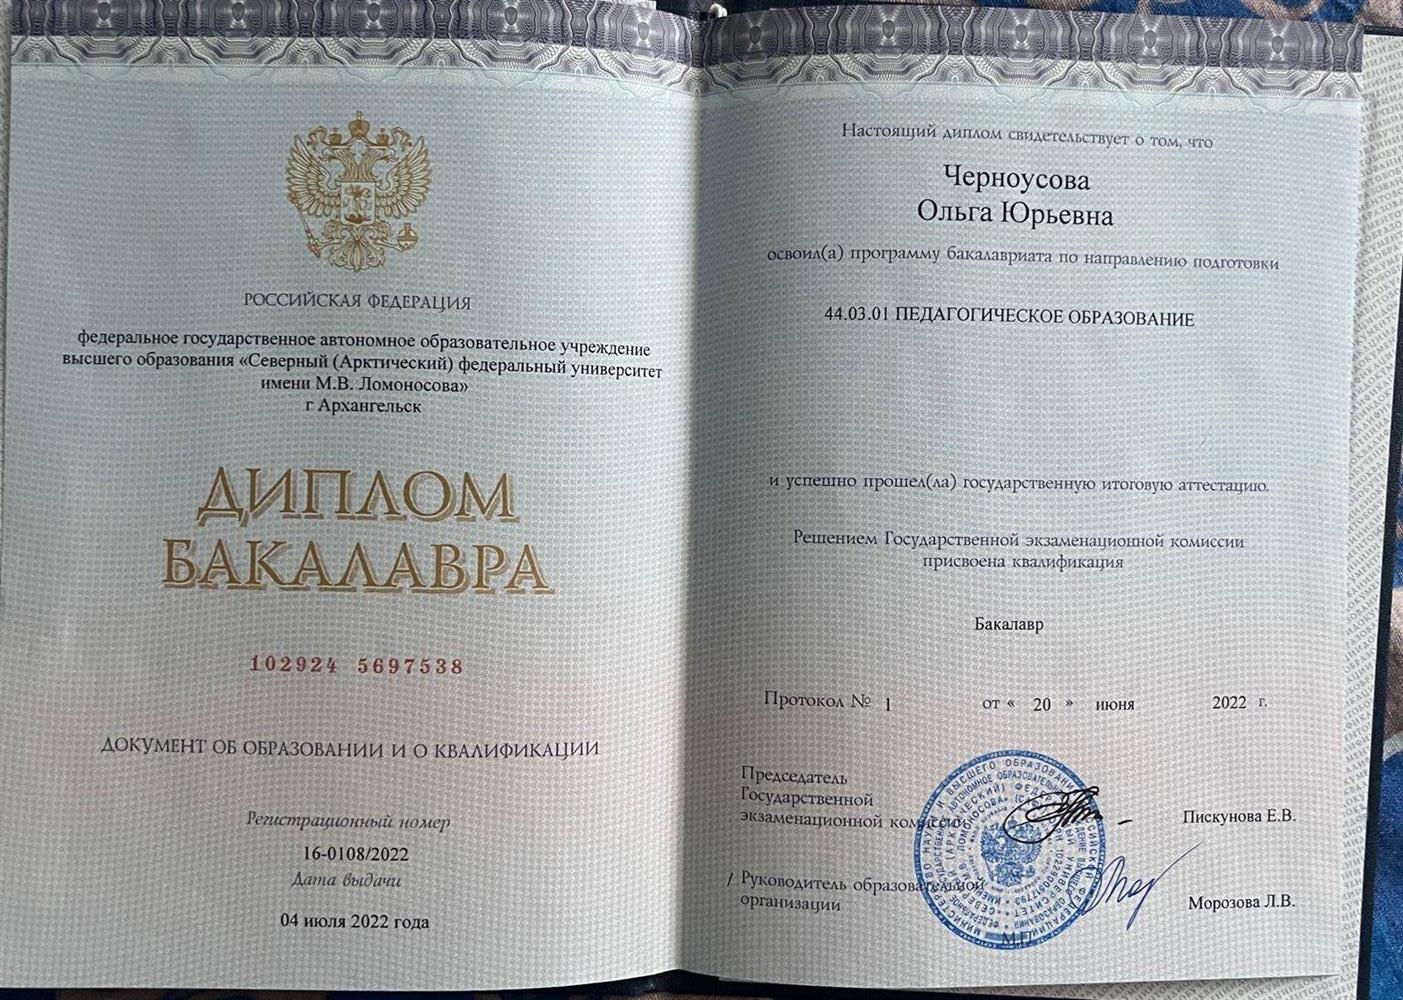 РОССИЙСКАЯ ФЕДЕРАЦИЯ
федеральное государственное автономное образовательное учреждение
высшего образования «Северный (Арктический) федеральный университет
имени М.В. Ломоносова»
г Архангельск
ДИПЛОМ
БАКАЛАВРА
102924 5697538
ДОКУМЕНТ ОБ ОБРАЗОВАНИИ И О КВАЛИФИКАЦИИ
Регистрационный номер
16-0108/2022
Дата выдачи
04 июля 2022 года
Настоящий диплом свидетельствует о том, что
Черноусова
Ольга Юрьевна
освоил(а) программу бакалавриата по направлению подготовки
44.03.01 ПЕДАГОГИЧЕСКОЕ ОБРАЗОВАНИЕ
и успешно прошел(ла) государственную итоговую аттестацию.
Решением Государственной экзаменационной комиссии
присвоена квалификация
Бакалавр
Протокол № 1 от « 20 » июня 2022 г.
Председатель
Государственной
экзаменационной комиссии
Пискунова Е.В.
/ Руководитель образовательной
организации
Морозова Л.В.
М.П.